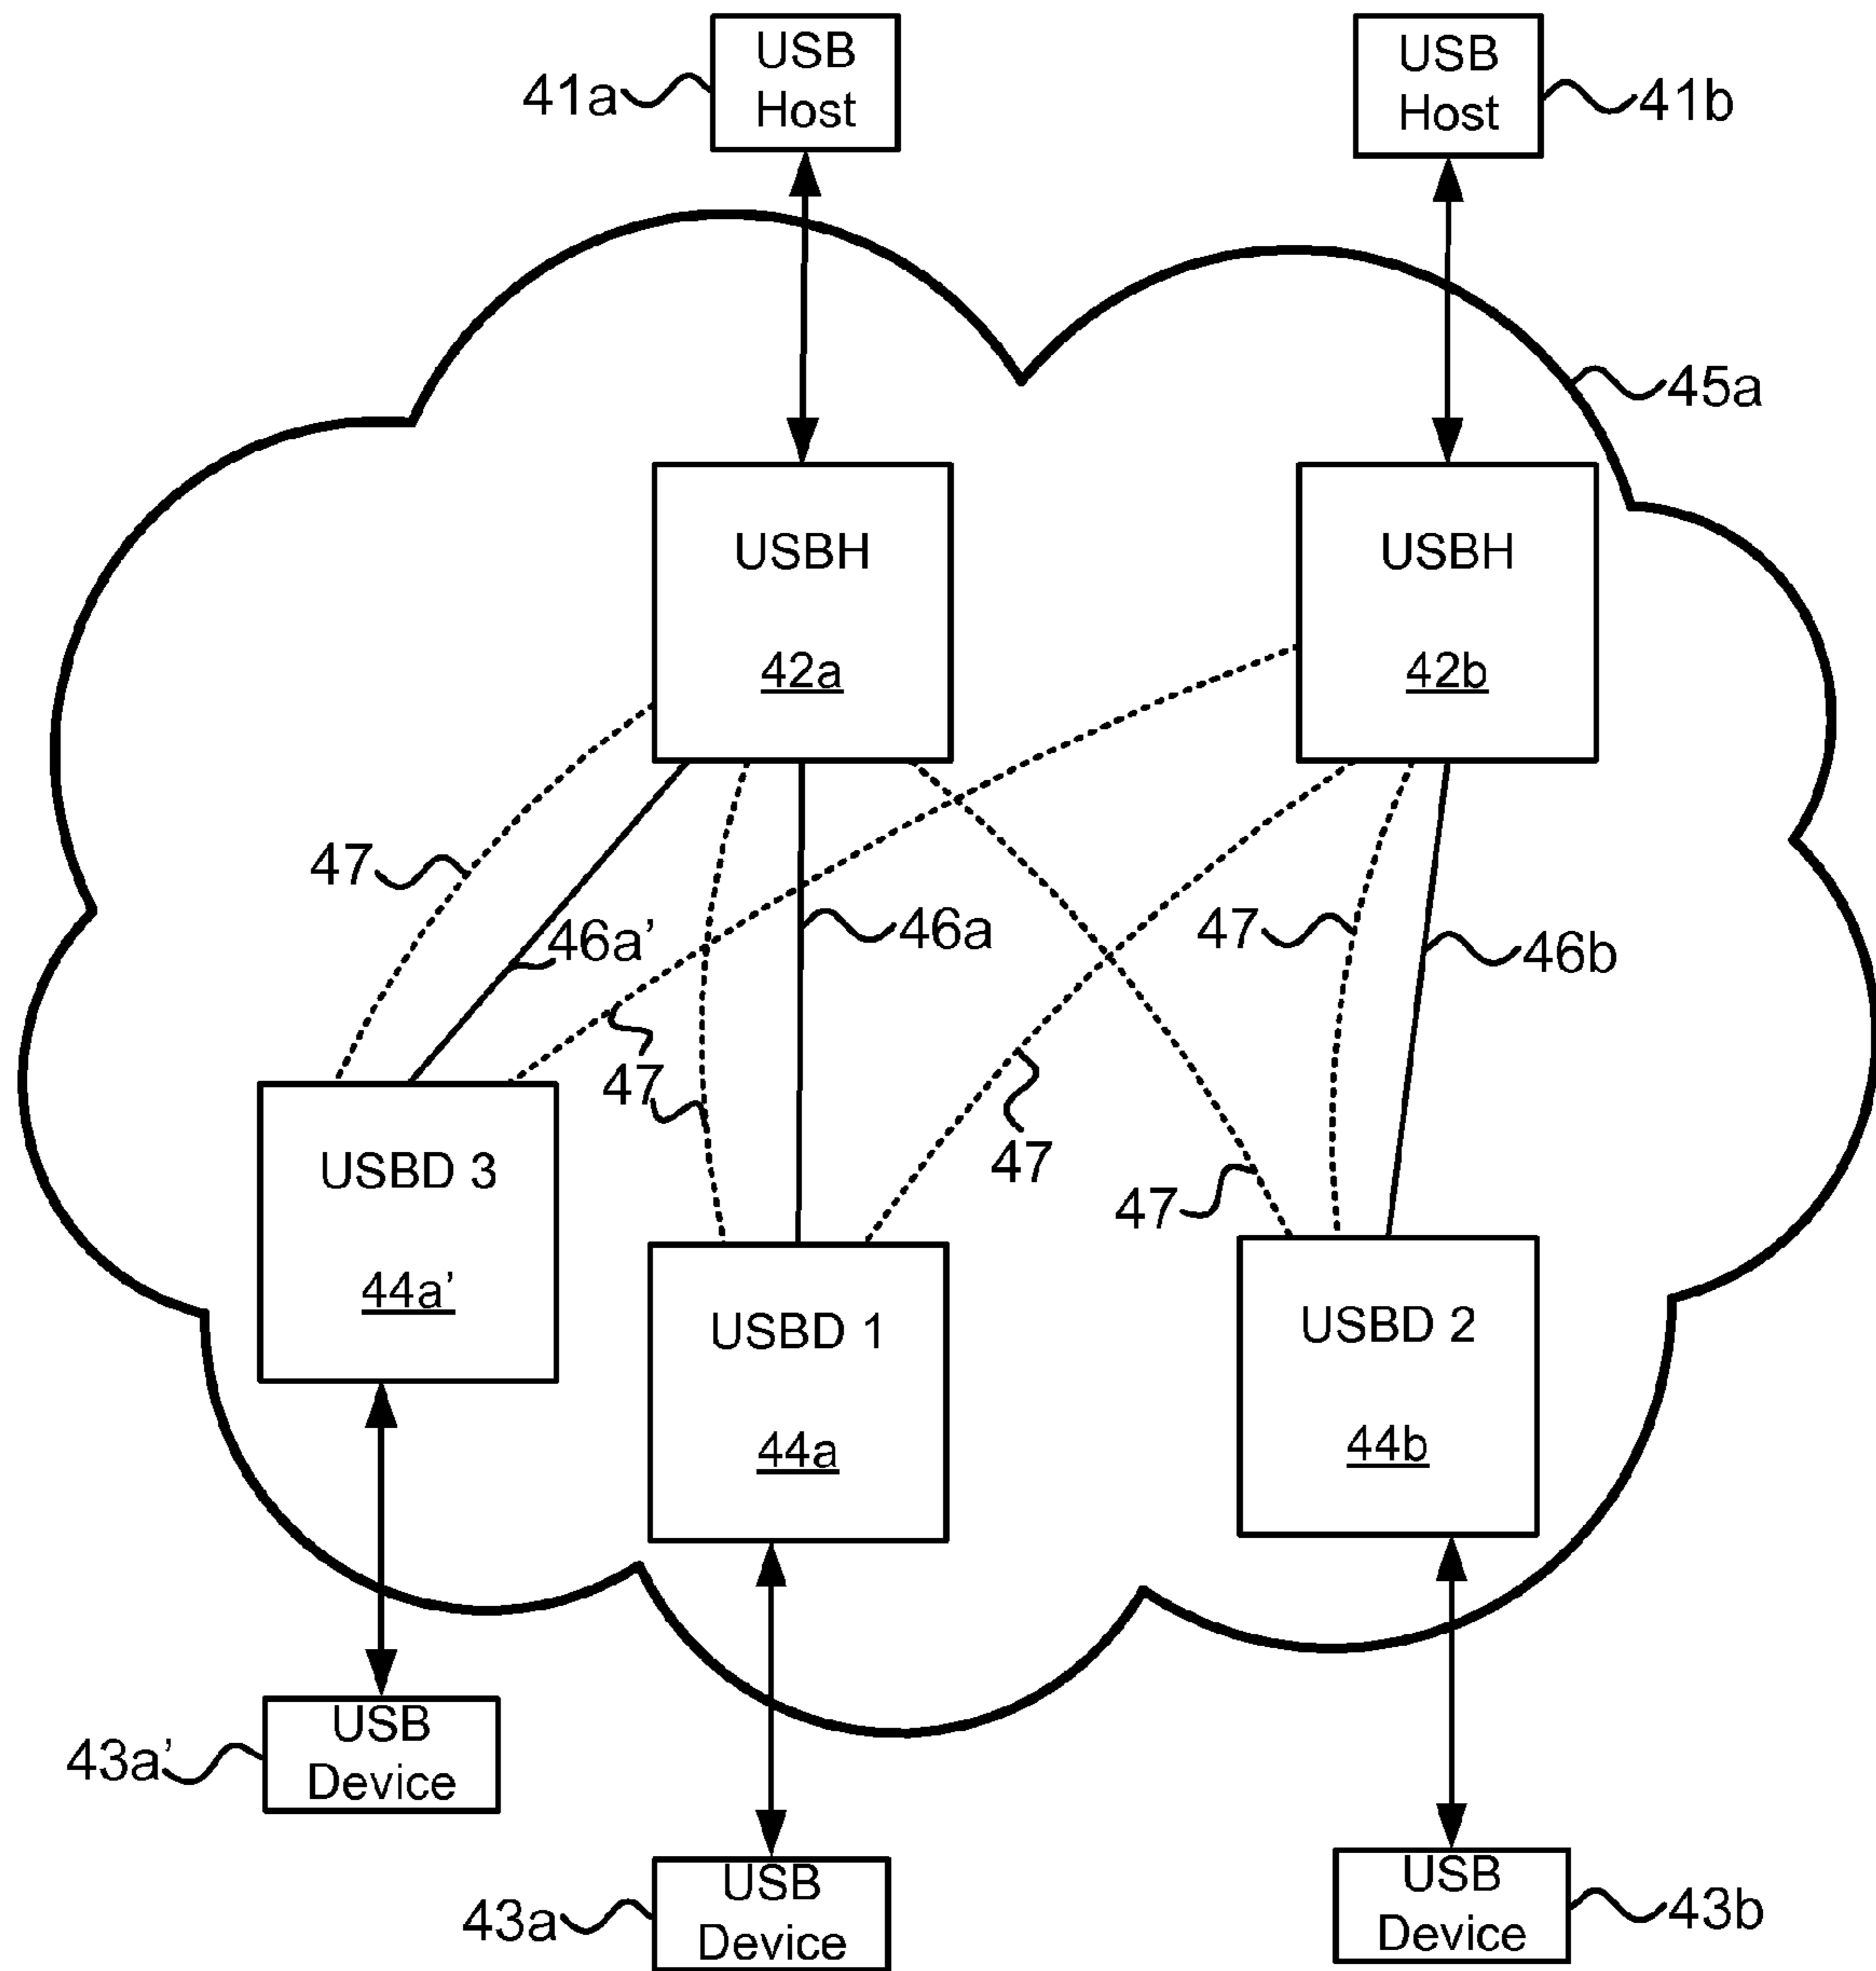 USB
Host
41a
USB
Host
41b
45a
USBH
42a
USBH
42b
47
46a’
46a
47
46b
47
47
47
USBD 3
44a’
USBD 1
44a
USBD 2
44b
USB
Device
43a’
USB
Device
43a
USB
Device
43b